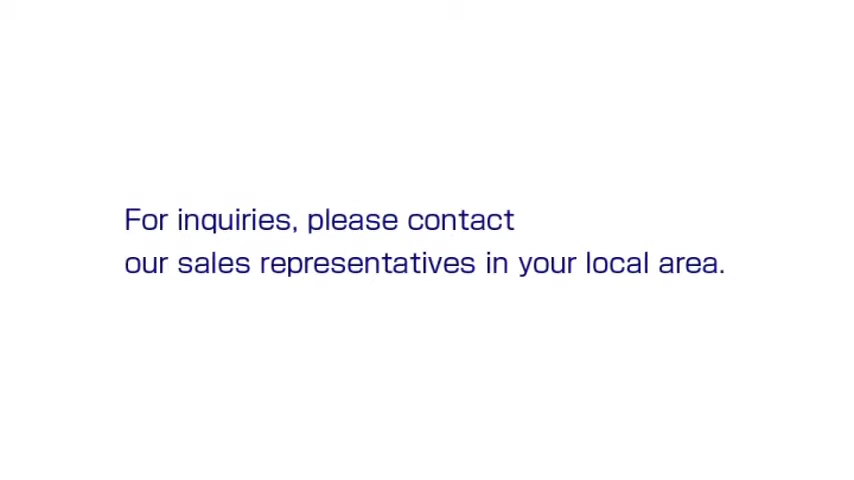 For inquiries, please contact
our sales representatives in your local area.